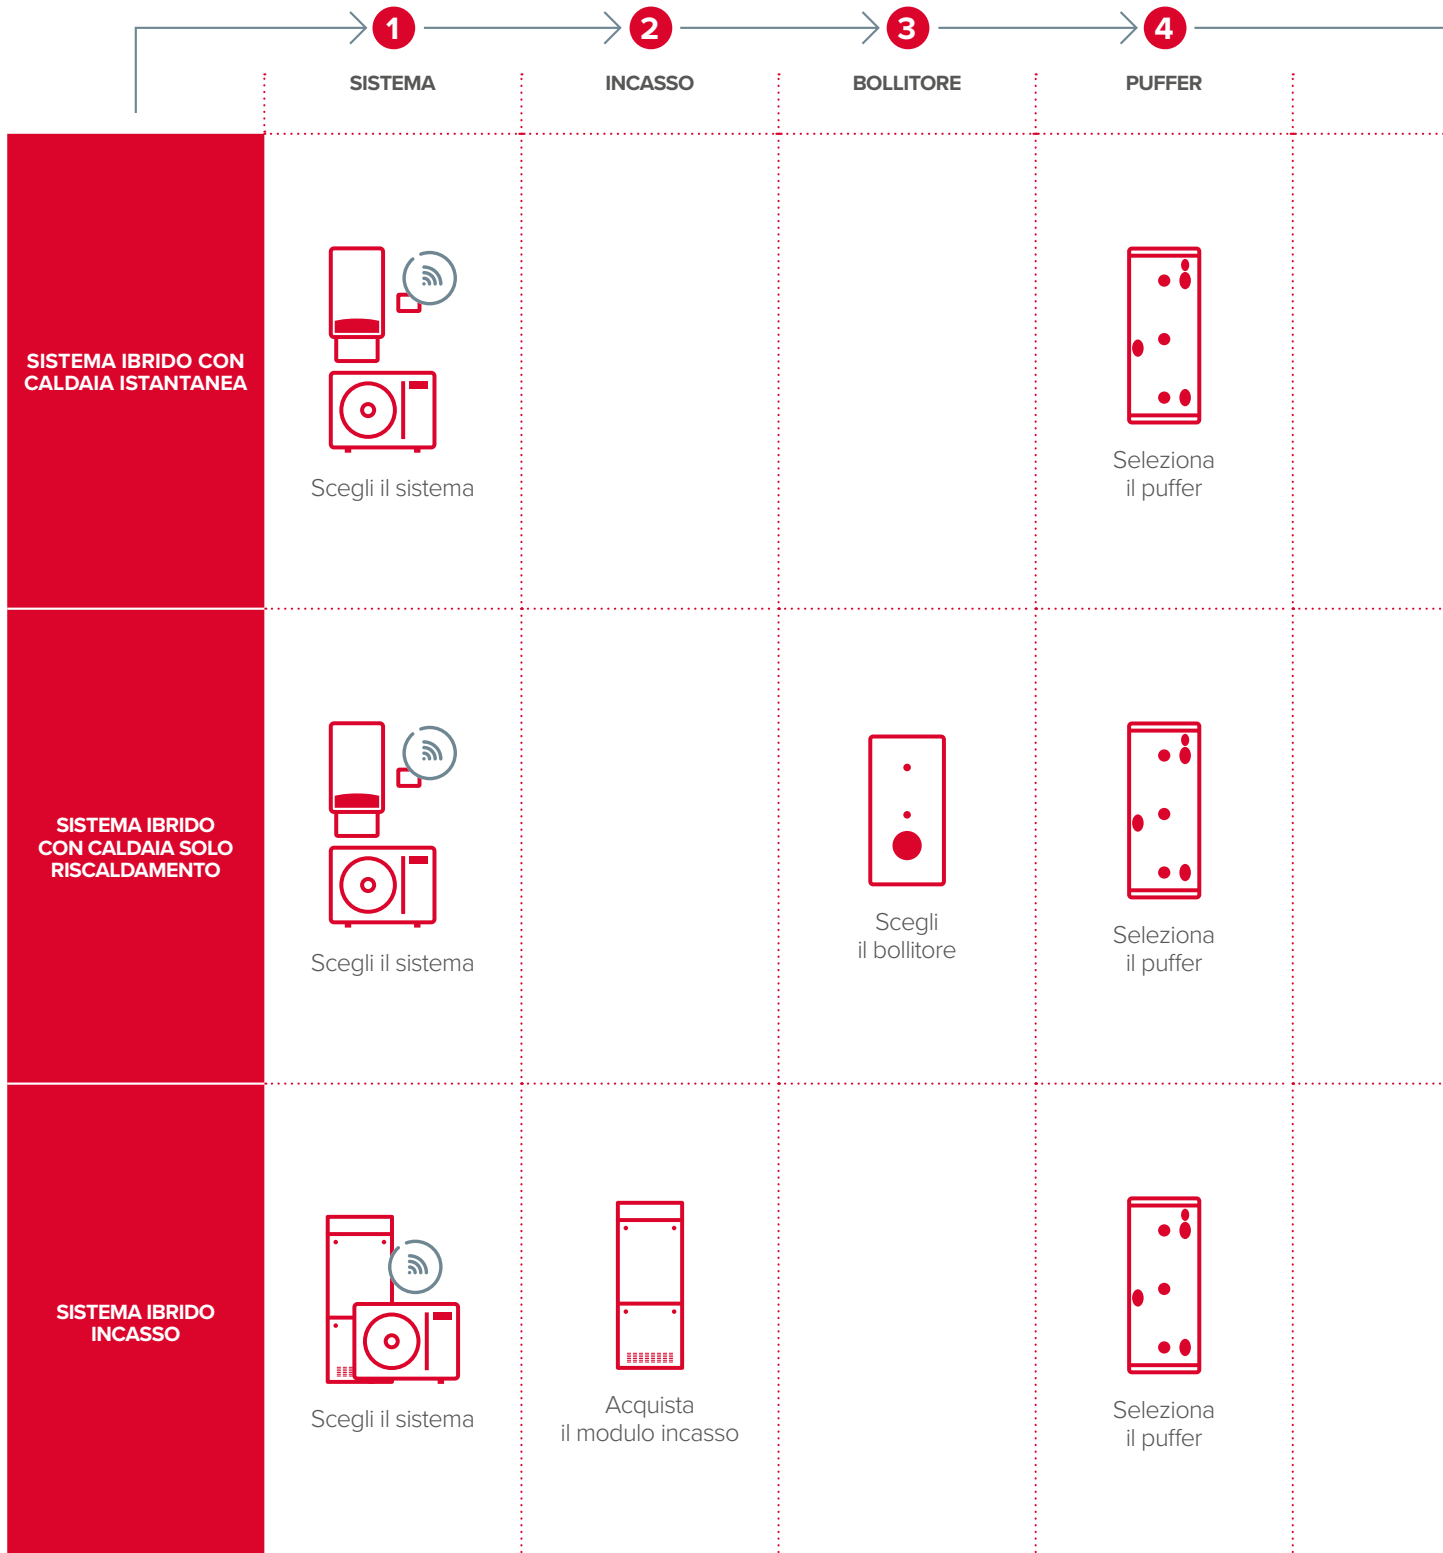 1
2
3
4
SISTEMA
INCASSO
BOLLITORE
PUFFER
SISTEMA IBRIDO CON
CALDAIA ISTANTANEA
Scegli il sistema
Seleziona
il puffer
SISTEMA IBRIDO
CON CALDAIA SOLO
RISCALDAMENTO
Scegli il sistema
Scegli
il bollitore
Seleziona
il puffer
SISTEMA IBRIDO
INCASSO
Scegli il sistema
Acquista
il modulo incasso
Seleziona
il puffer